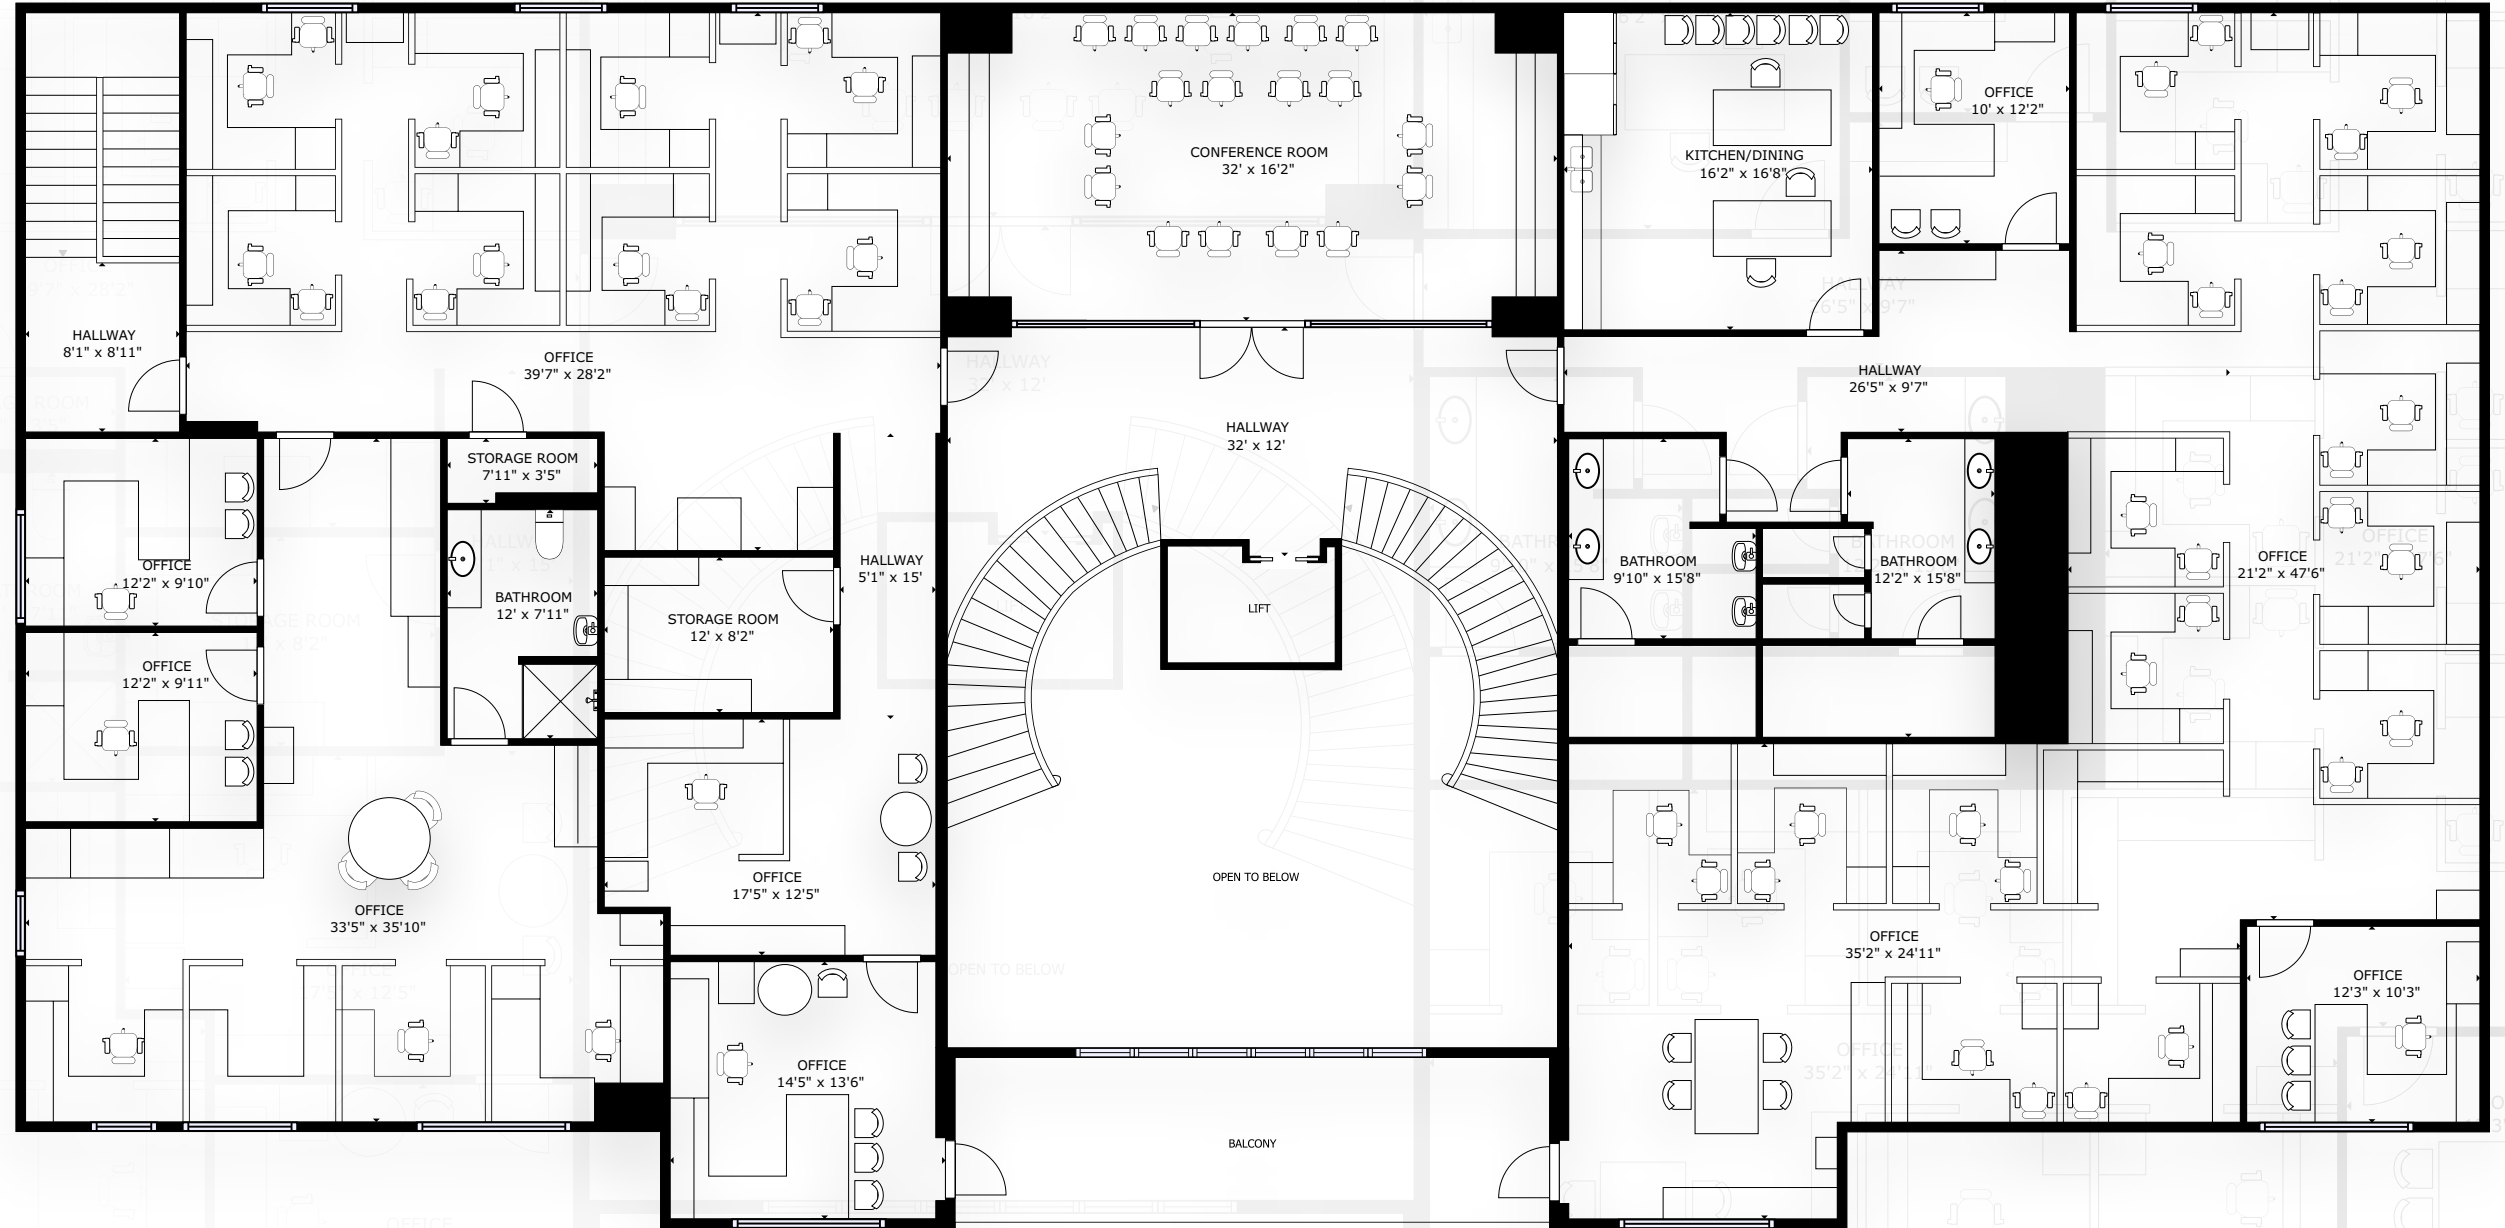 OFFICE
10' x 12'2"
CONFERENCE ROOM
32' x 16'2"
KITCHEN/DINING
16'2" x 16'8"
HALLWAY
8'1" x 8'11"
OFFICE
39'7" x 28'2"
HALLWAY
26'5" x 9'7"
HALLWAY
32' x 12'
STORAGE ROOM
7'11" x 3'5"
OFFICE
12'2" x 9'10"
HALLWAY
5'1" x 15'
BATHROOM
9'10" x 15'8"
BATHROOM
12'2" x 15'8"
OFFICE
21'2" x 47'6"
BATHROOM
12' x 7'11"
LIFT
STORAGE ROOM
12' x 8'2"
OFFICE
12'2" x 9'11"
OFFICE
17'5" x 12'5"
OPEN TO BELOW
OFFICE
33'5" x 35'10"
OFFICE
35'2" x 24'11"
OFFICE
12'3" x 10'3"
OFFICE
14'5" x 13'6"
BALCONY